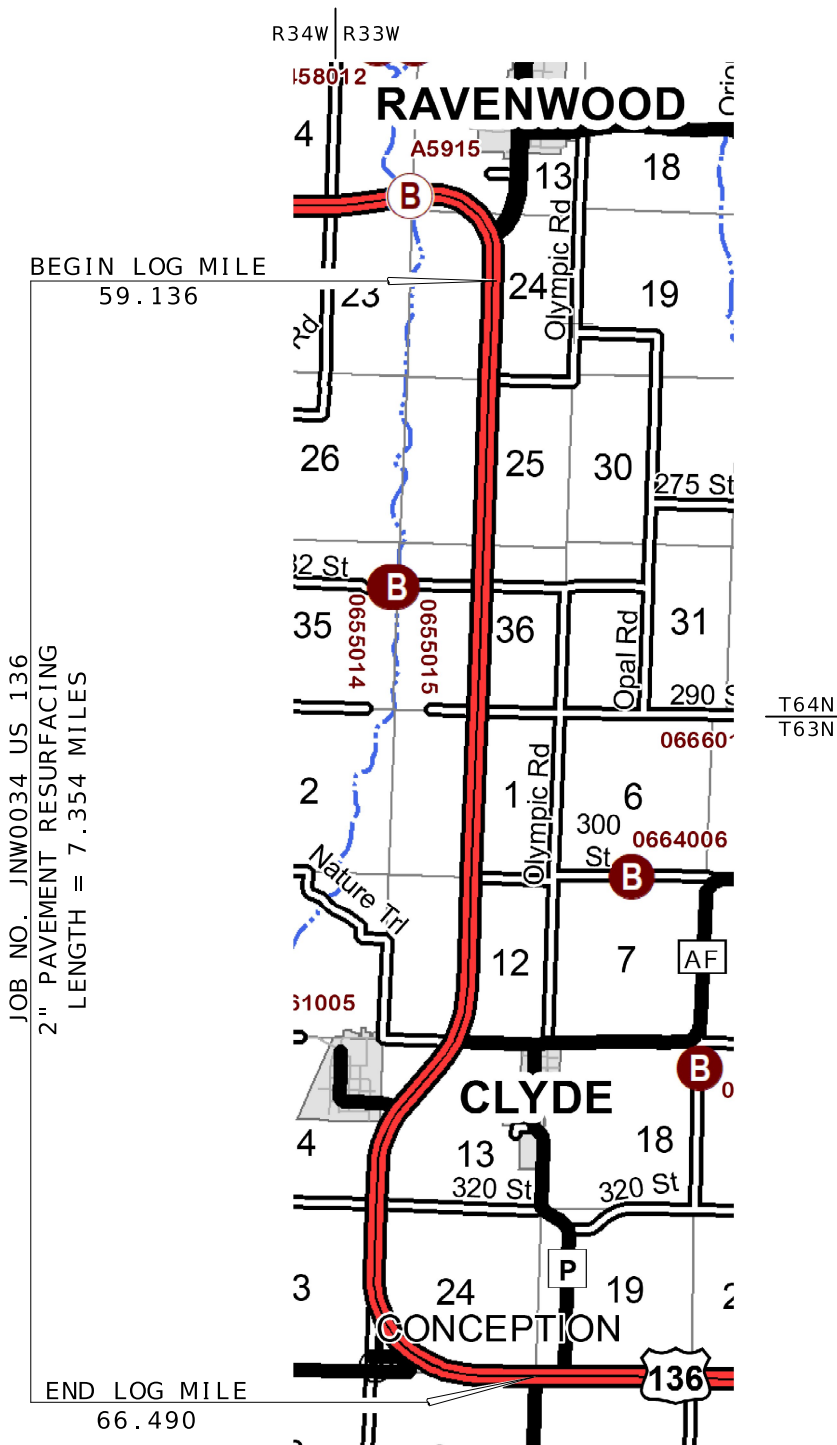 R34W R33W
458012
RAVENWOOD
4
A5915
13
18
B
Olympic Rd
BEGIN LOG MILE
59.136
23
24
19
Rd
26
25
30
275 St
32 St
B
35
0655014
0655015
36
Opal Rd
31
290 S
T64N
T63N
066601
JOB NO. JNW0034 US 136
2" PAVEMENT RESURFACING
LENGTH = 7.354 MILES
2
1
Olympic Rd
6
300
St
0664006
B
Nature Trl
12
7
AF
61005
B
0
CLYDE
4
13
18
320 St
320 St
P
3
24
19
2
CONCEPTION
136
END LOG MILE
66.490